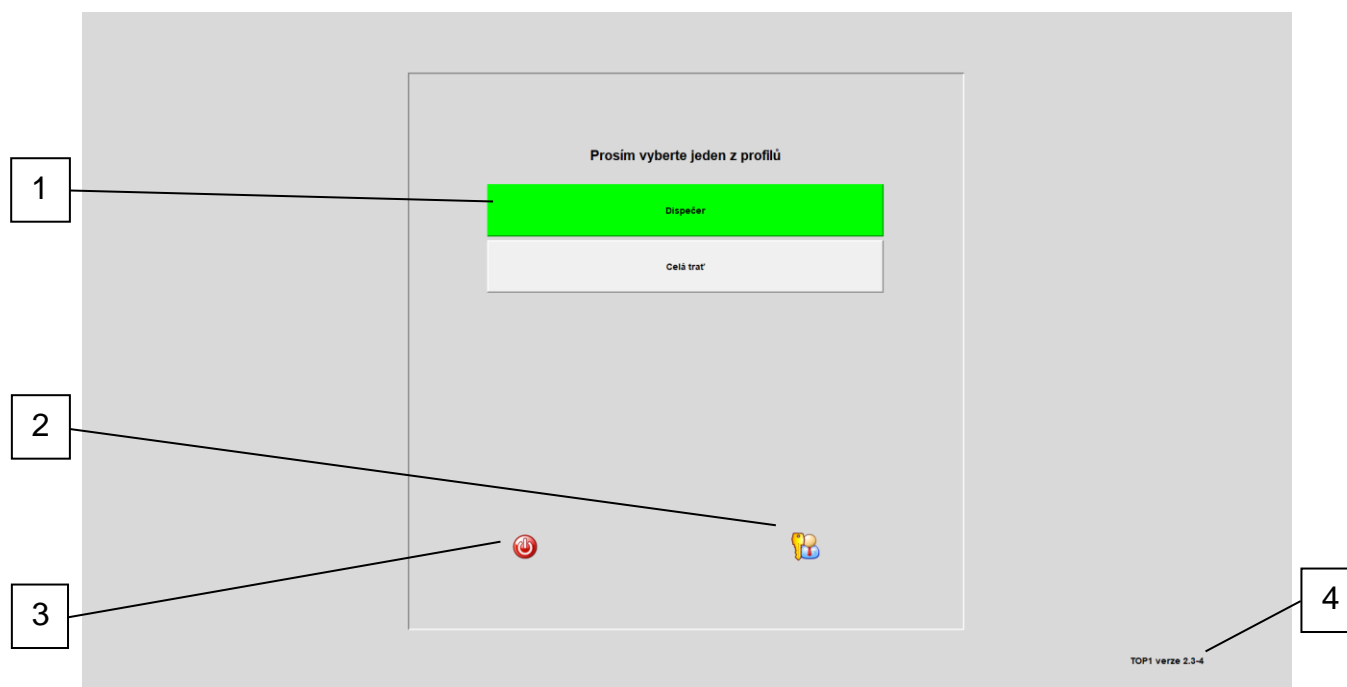 Prosím vyberte jeden z profilů
1
Dispečer
Celá trať
2
3
4
TOP1 verze 2.3-4